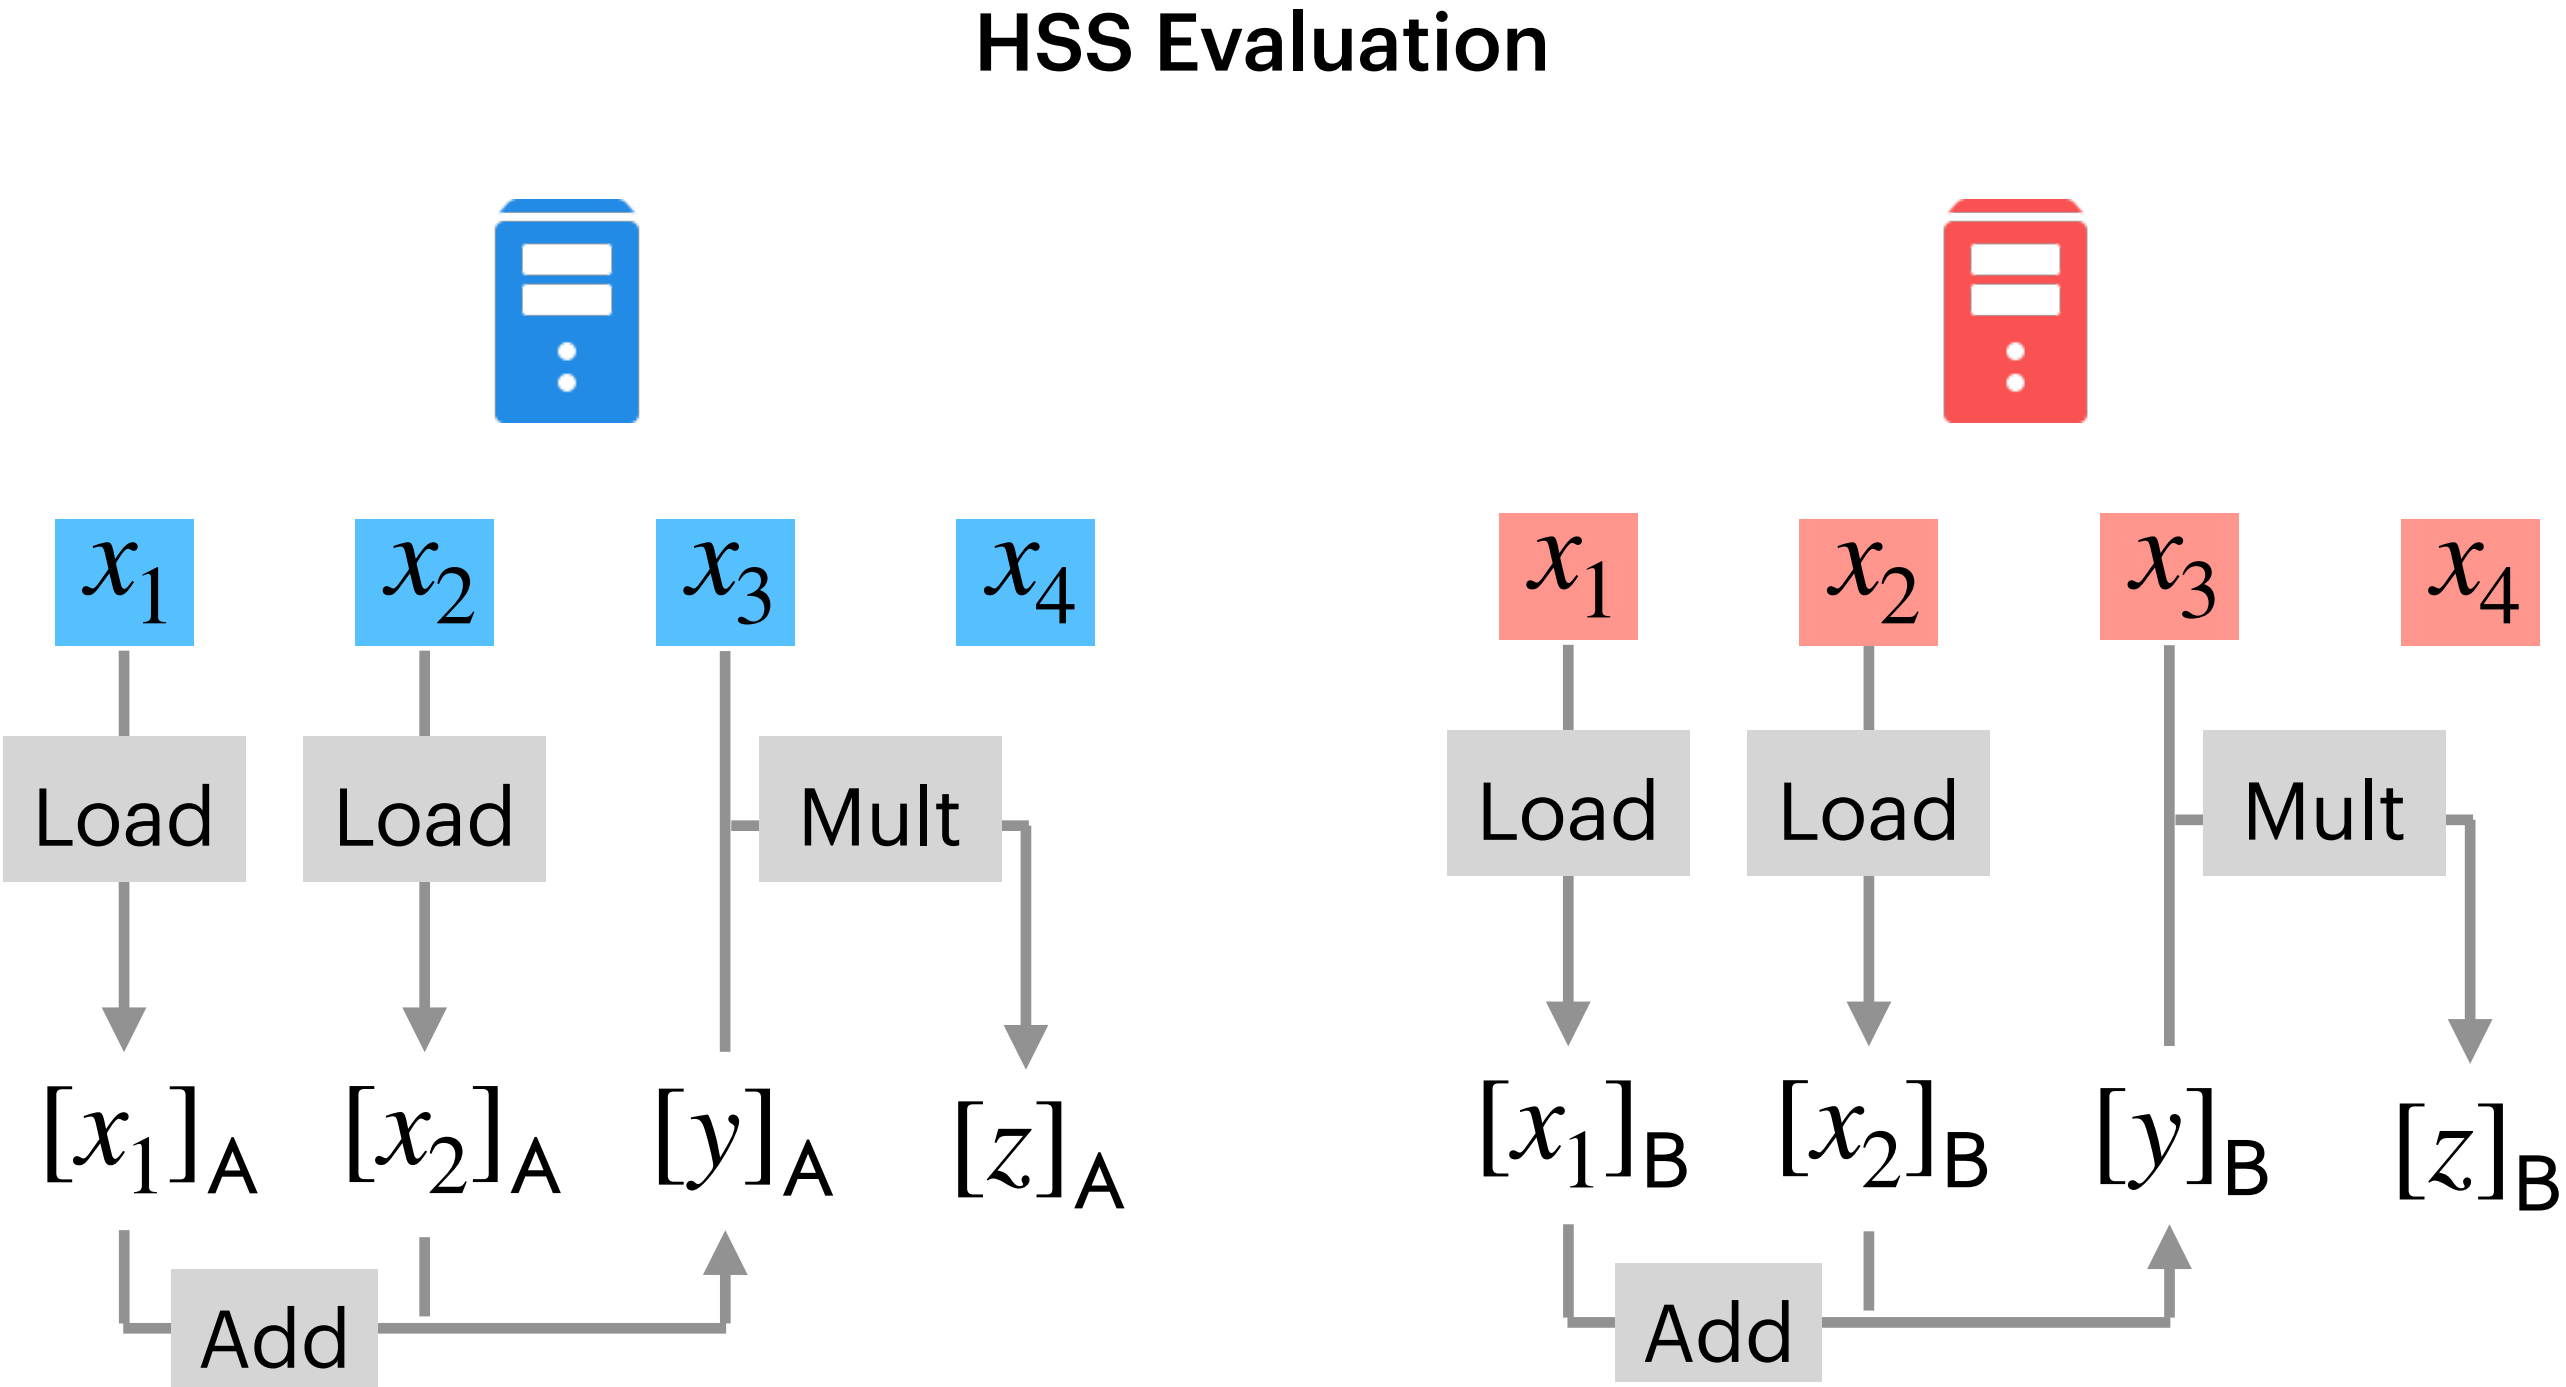 HSS Evaluation
x₁ x₂ x₃ x₄ x₁ x₂ x₃ x₄
Load Load Mult Load Load Mult
[x₁]A [x₂]A [y]A [z]A [x₁]B [x₂]B [y]B [z]B
Add Add